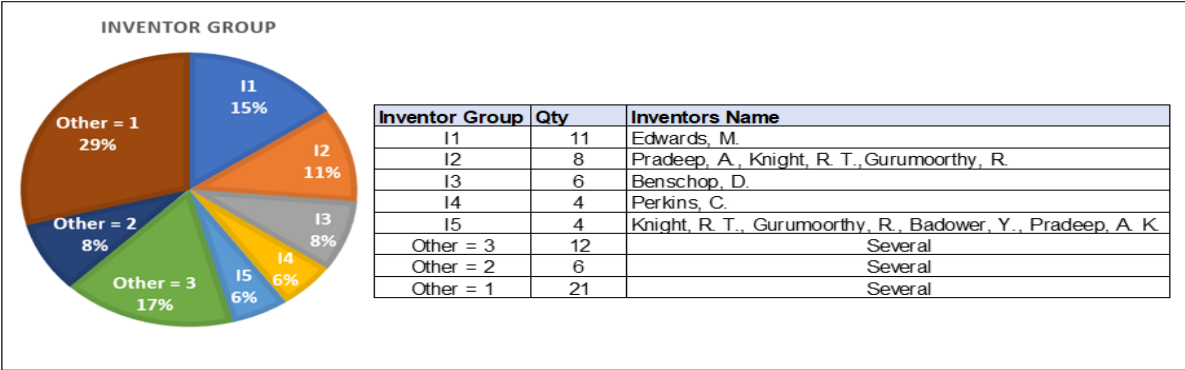 INVENTOR GROUP
I1
15%
I2
11%
I3
8%
I4
6%
I5
6%
Other = 3
17%
Other = 2
8%
Other = 1
29%
Inventor Group Qty Inventors Name
I1 11 Edwards, M.
I2 8 Pradeep, A., Knight, R. T.,Gurumoorthy, R.
I3 6 Benschop, D.
I4 4 Perkins, C.
I5 4 Knight, R. T., Gurumoorthy, R., Badower, Y., Pradeep, A. K.
Other = 3 12 Several
Other = 2 6 Several
Other = 1 21 Several